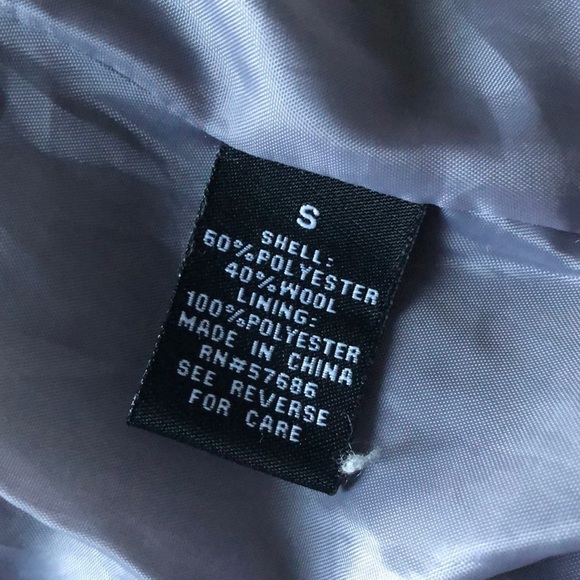 S
SHELL:
60%POLYESTER
40%WOOL
LINING:
100%POLYESTER
MADE IN CHINA
RN#57686
SEE REVERSE
FOR CARE